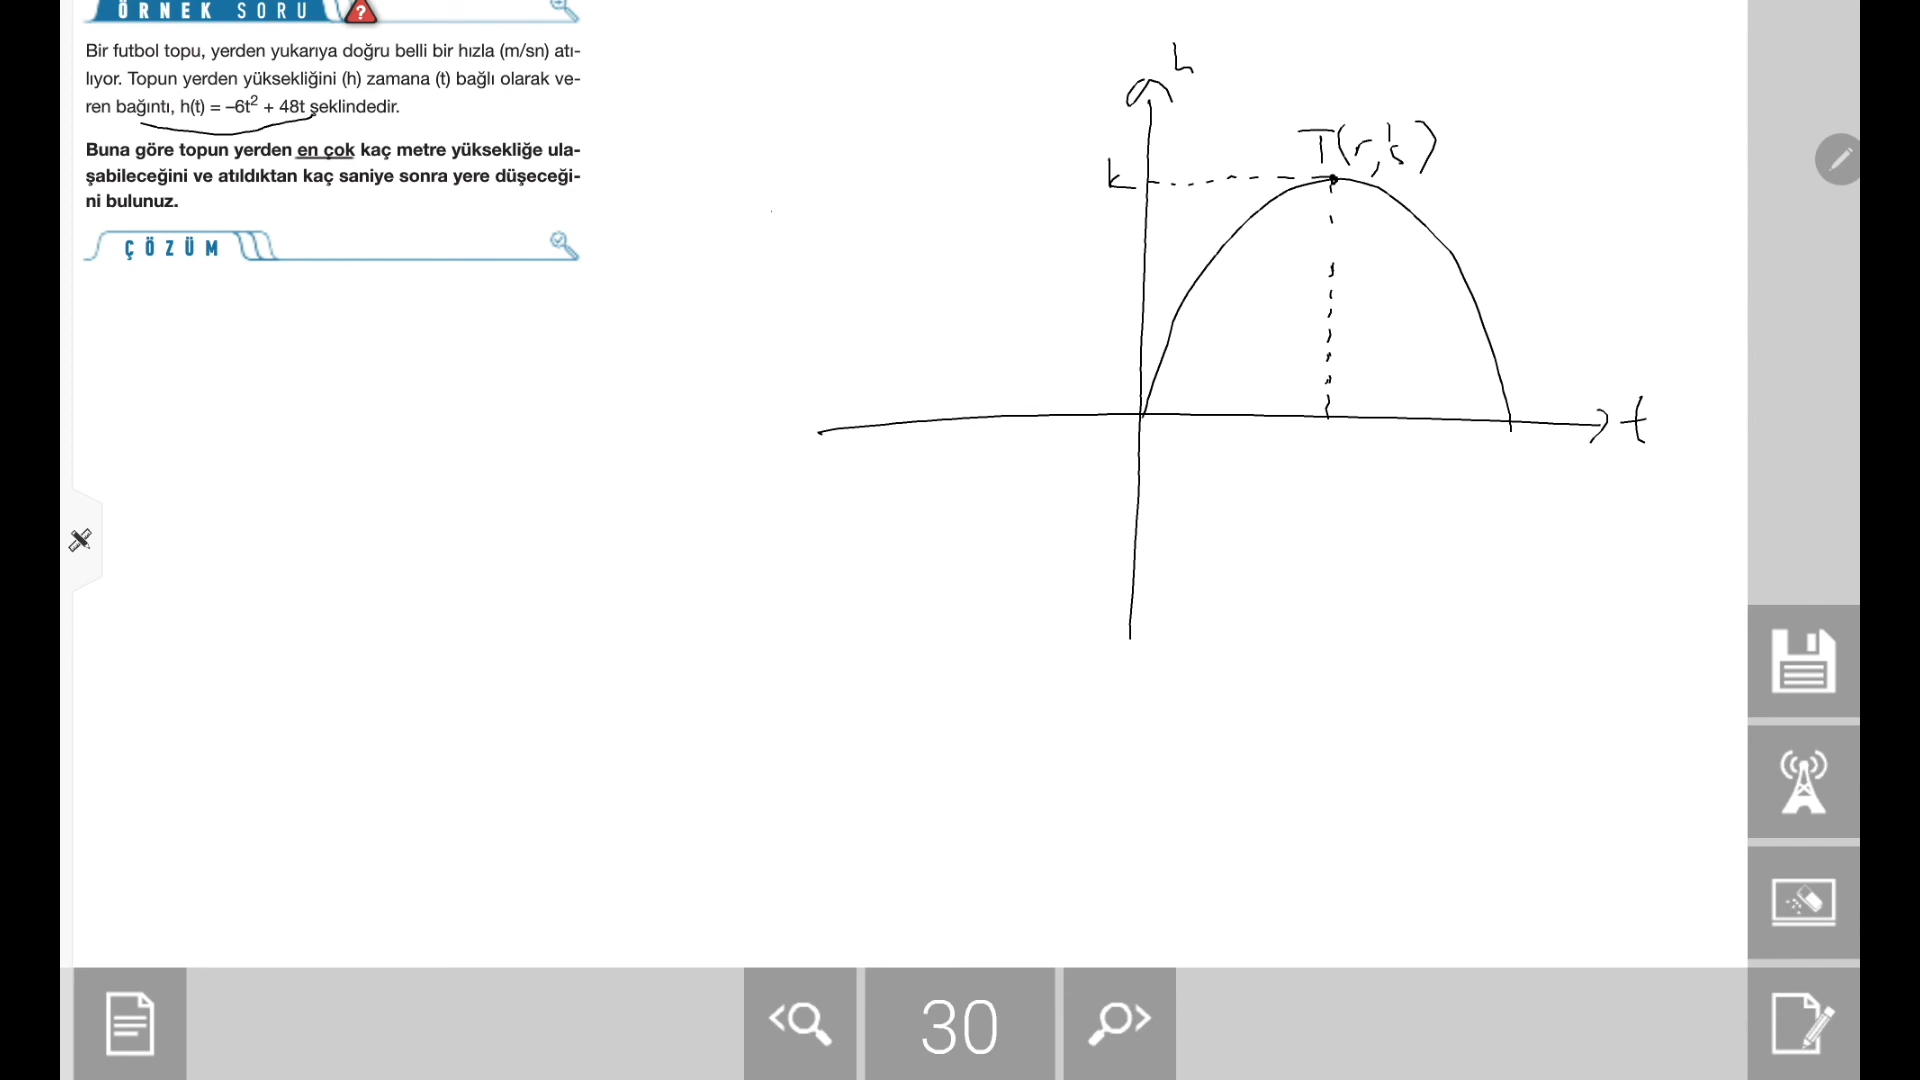 ÖRNEK SORU ?
Bir futbol topu, yerden yukarıya doğru belli bir hızla (m/sn) atı-
lıyor. Topun yerden yüksekliğini (h) zamana (t) bağlı olarak ve-
ren bağıntı, h(t) = –6t² + 48t şeklindedir.
Buna göre topun yerden en çok kaç metre yüksekliğe ula-
şabileceğini ve atıldıktan kaç saniye sonra yere düşeceği-
ni bulunuz.
ÇÖZÜM
h
T(r,k)
k
t
30